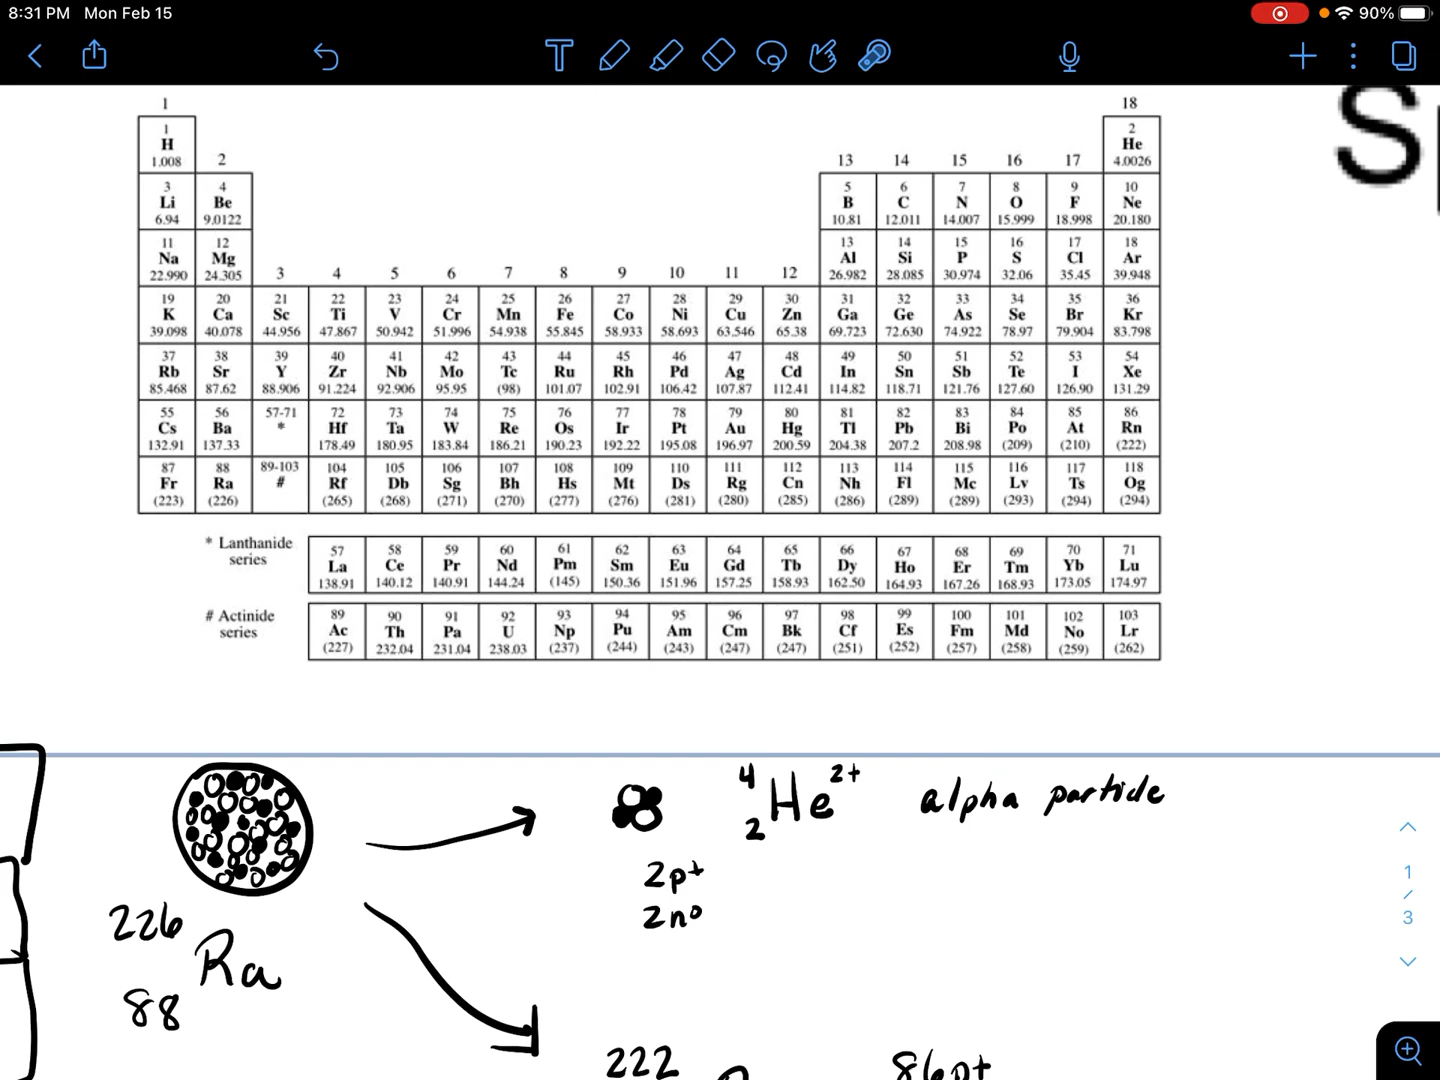 8:31 PM Mon Feb 15 90%
T
S
1 18
1 2
H He
1.008 2 13 14 15 16 17 4.0026
3 4 5 6 7 8 9 10
Li Be B C N O F Ne
6.94 9.0122 10.81 12.011 14.007 15.999 18.998 20.180
11 12 13 14 15 16 17 18
Na Mg Al Si P S Cl Ar
22.990 24.305 3 4 5 6 7 8 9 10 11 12 26.982 28.085 30.974 32.06 35.45 39.948
19 20 21 22 23 24 25 26 27 28 29 30 31 32 33 34 35 36
K Ca Sc Ti V Cr Mn Fe Co Ni Cu Zn Ga Ge As Se Br Kr
39.098 40.078 44.956 47.867 50.942 51.996 54.938 55.845 58.933 58.693 63.546 65.38 69.723 72.630 74.922 78.97 79.904 83.798
37 38 39 40 41 42 43 44 45 46 47 48 49 50 51 52 53 54
Rb Sr Y Zr Nb Mo Tc Ru Rh Pd Ag Cd In Sn Sb Te I Xe
85.468 87.62 88.906 91.224 92.906 95.95 (98) 101.07 102.91 106.42 107.87 112.41 114.82 118.71 121.76 127.60 126.90 131.29
55 56 57-71 72 73 74 75 76 77 78 79 80 81 82 83 84 85 86
Cs Ba * Hf Ta W Re Os Ir Pt Au Hg Tl Pb Bi Po At Rn
132.91 137.33 178.49 180.95 183.84 186.21 190.23 192.22 195.08 196.97 200.59 204.38 207.2 208.98 (209) (210) (222)
87 88 89-103 104 105 106 107 108 109 110 111 112 113 114 115 116 117 118
Fr Ra # Rf Db Sg Bh Hs Mt Ds Rg Cn Nh Fl Mc Lv Ts Og
(223) (226) (265) (268) (271) (270) (277) (276) (281) (280) (285) (286) (289) (289) (293) (294) (294)
* Lanthanide series
57 58 59 60 61 62 63 64 65 66 67 68 69 70 71
La Ce Pr Nd Pm Sm Eu Gd Tb Dy Ho Er Tm Yb Lu
138.91 140.12 140.91 144.24 (145) 150.36 151.96 157.25 158.93 162.50 164.93 167.26 168.93 173.05 174.97
# Actinide series
89 90 91 92 93 94 95 96 97 98 99 100 101 102 103
Ac Th Pa U Np Pu Am Cm Bk Cf Es Fm Md No Lr
(227) 232.04 231.04 238.03 (237) (244) (243) (247) (247) (251) (252) (257) (258) (259) (262)
4 2 He 2+ alpha particle
2p+
2n°
226
88 Ra
222 86p+
1 / 3